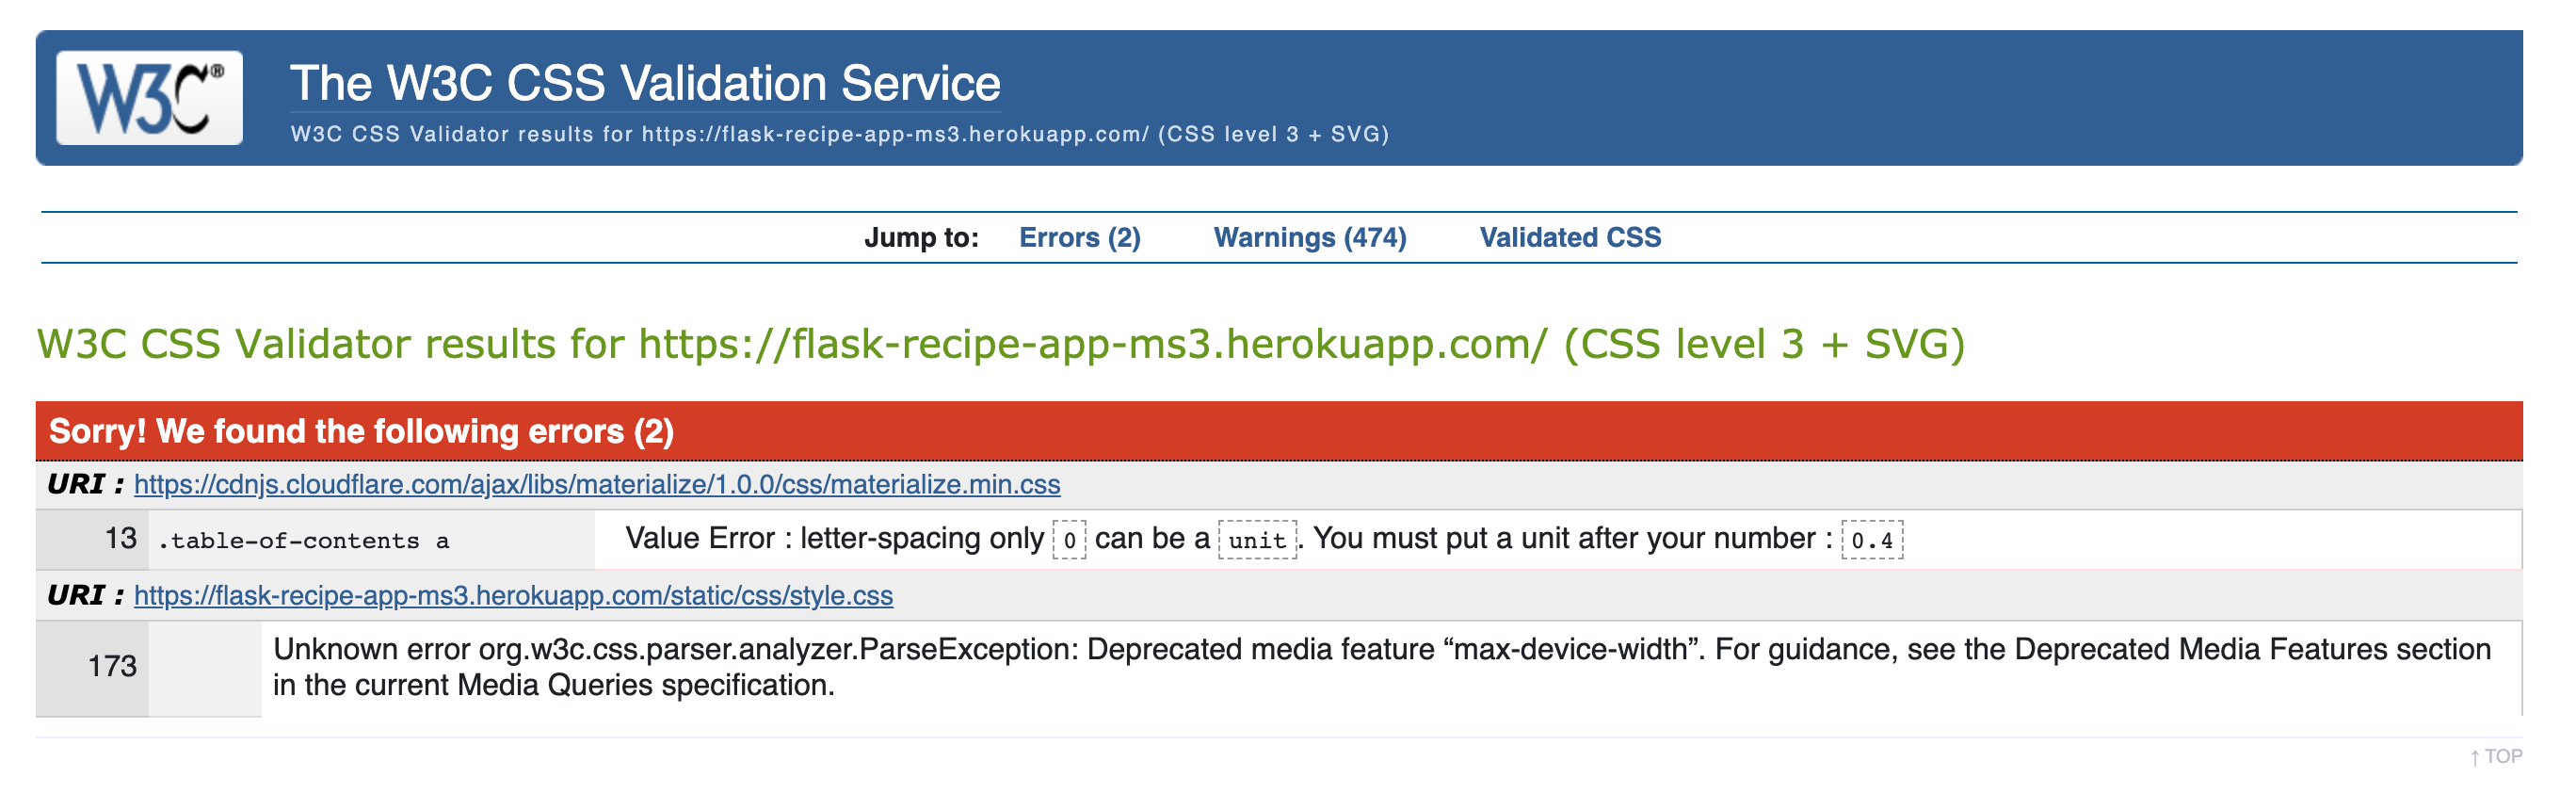 W3C®
The W3C CSS Validation Service
W3C CSS Validator results for https://flask-recipe-app-ms3.herokuapp.com/ (CSS level 3 + SVG)
Jump to: Errors (2) Warnings (474) Validated CSS
W3C CSS Validator results for https://flask-recipe-app-ms3.herokuapp.com/ (CSS level 3 + SVG)
Sorry! We found the following errors (2)
URI : https://cdnjs.cloudflare.com/ajax/libs/materialize/1.0.0/css/materialize.min.css
13 .table-of-contents a Value Error : letter-spacing only 0 can be a unit. You must put a unit after your number : 0.4
URI : https://flask-recipe-app-ms3.herokuapp.com/static/css/style.css
173 Unknown error org.w3c.css.parser.analyzer.ParseException: Deprecated media feature “max-device-width”. For guidance, see the Deprecated Media Features section
in the current Media Queries specification.
↑ TOP